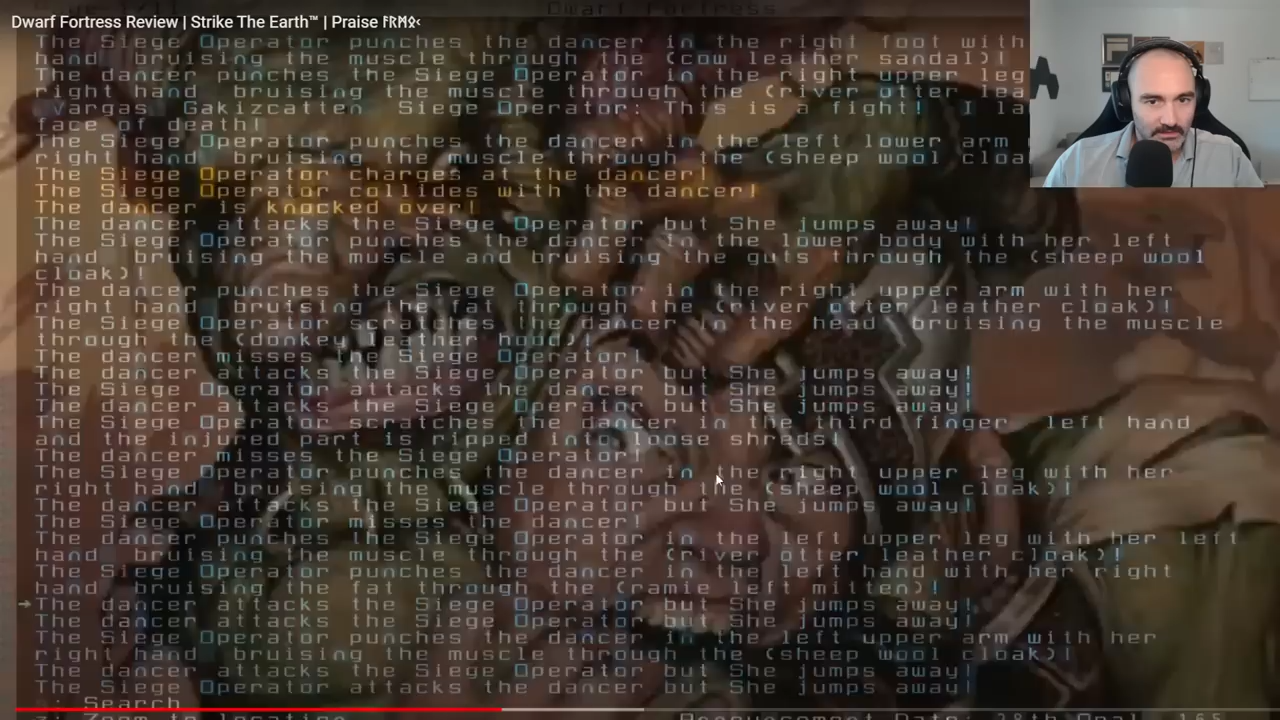 Dwarf Fortress Review | Strike The Earth™ | Praise ᚠᚱᛗᛟᚲ
Dwarf Fortress
The Siege Operator punches the dancer in the right foot with
hand, bruising the muscle through the (cow leather sandal)!
The dancer punches the Siege Operator in the right upper leg
right hand, bruising the muscle through the (river otter lea
Vargas Gakizcatten, Siege Operator: This is a fight! I la
face of death!
The Siege Operator punches the dancer in the left lower arm
right hand, bruising the muscle through the (sheep wool cloa
The Siege Operator charges at the dancer!
The Siege Operator collides with the dancer!
The dancer is knocked over!
The dancer attacks the Siege Operator but She jumps away!
The Siege Operator punches the dancer in the lower body with her left
hand, bruising the muscle and bruising the guts through the (sheep wool
cloak)!
The dancer punches the Siege Operator in the right upper arm with her
right hand, bruising the fat through the (river otter leather cloak)!
The Siege Operator scratches the dancer in the head, bruising the muscle
through the (donkey leather hood)!
The dancer misses the Siege Operator!
The dancer attacks the Siege Operator but She jumps away!
The Siege Operator attacks the dancer but She jumps away!
The dancer attacks the Siege Operator but She jumps away!
The Siege Operator scratches the dancer in the third finger, left hand
and the injured part is ripped into loose shreds!
The dancer misses the Siege Operator!
The Siege Operator punches the dancer in the right upper leg with her
right hand, bruising the muscle through the (sheep wool cloak)!
The dancer attacks the Siege Operator but She jumps away!
The Siege Operator misses the dancer!
The dancer punches the Siege Operator in the left upper leg with her left
hand, bruising the muscle through the (river otter leather cloak)!
The Siege Operator punches the dancer in the left hand with her right
hand, bruising the fat through the (ramie left mitten)!
The dancer attacks the Siege Operator but She jumps away!
The dancer attacks the Siege Operator but She jumps away!
The Siege Operator punches the dancer in the left upper arm with her
right hand, bruising the muscle through the (sheep wool cloak)!
The dancer attacks the Siege Operator but She jumps away!
The Siege Operator attacks the dancer but She jumps away!
: Search
z: Zoom to location